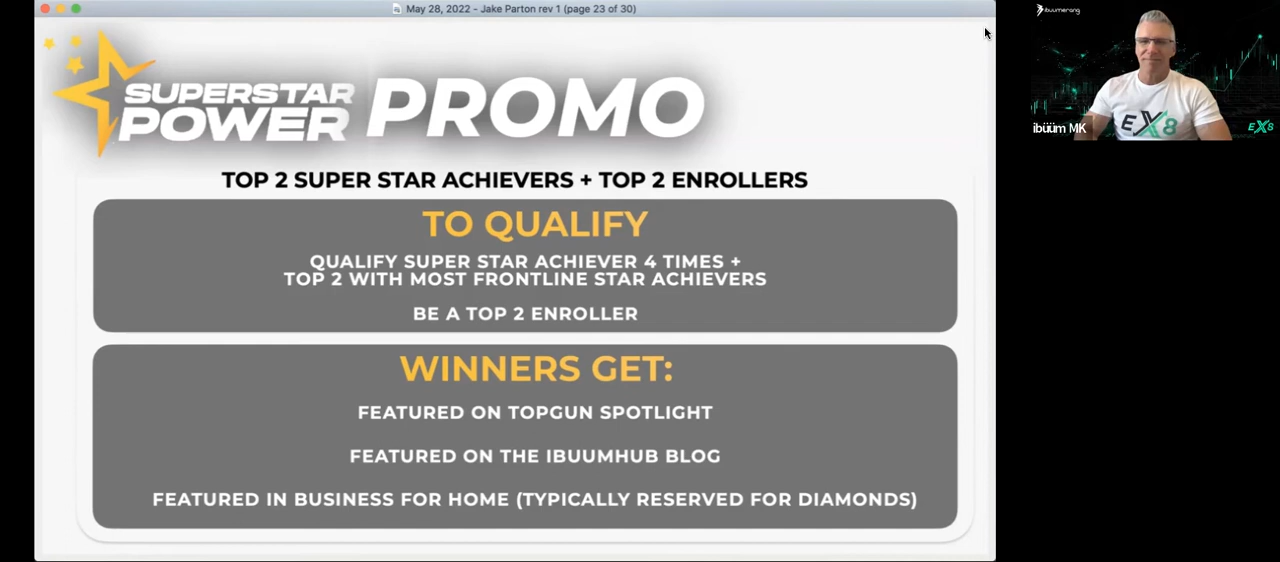 May 28, 2022 - Jake Parton rev 1 (page 23 of 30)
SUPERSTAR
POWER
PROMO
TOP 2 SUPER STAR ACHIEVERS + TOP 2 ENROLLERS
TO QUALIFY
QUALIFY SUPER STAR ACHIEVER 4 TIMES +
TOP 2 WITH MOST FRONTLINE STAR ACHIEVERS
BE A TOP 2 ENROLLER
WINNERS GET:
FEATURED ON TOPGUN SPOTLIGHT
FEATURED ON THE IBUUMHUB BLOG
FEATURED IN BUSINESS FOR HOME (TYPICALLY RESERVED FOR DIAMONDS)
ibuumerang
EX8
ibüüm MK
EX8